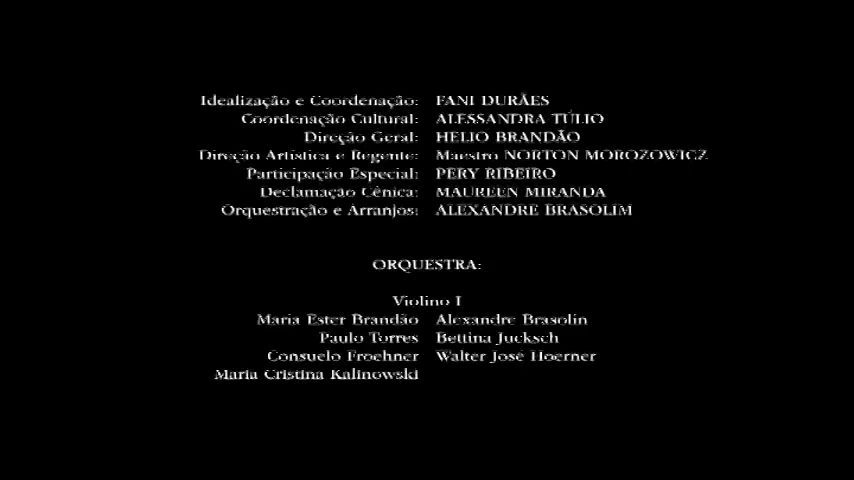 Idealização e Coordenação: FANI DURÃES
Coordenação Cultural: ALESSANDRA TÚLIO
Direção Geral: HELIO BRANDÃO
Direção Artística e Regente: Maestro NORTON MOROZOWICZ
Participação Especial: PERY RIBEIRO
Declamação Cênica: MAUREEN MIRANDA
Orquestração e Arranjos: ALEXANDRE BRASOLIM
ORQUESTRA:
Violino I
Maria Ester Brandão Alexandre Brasolin
Paulo Torres Bettina Jucksch
Consuelo Froehner Walter José Hoerner
Maria Cristina Kalinowski